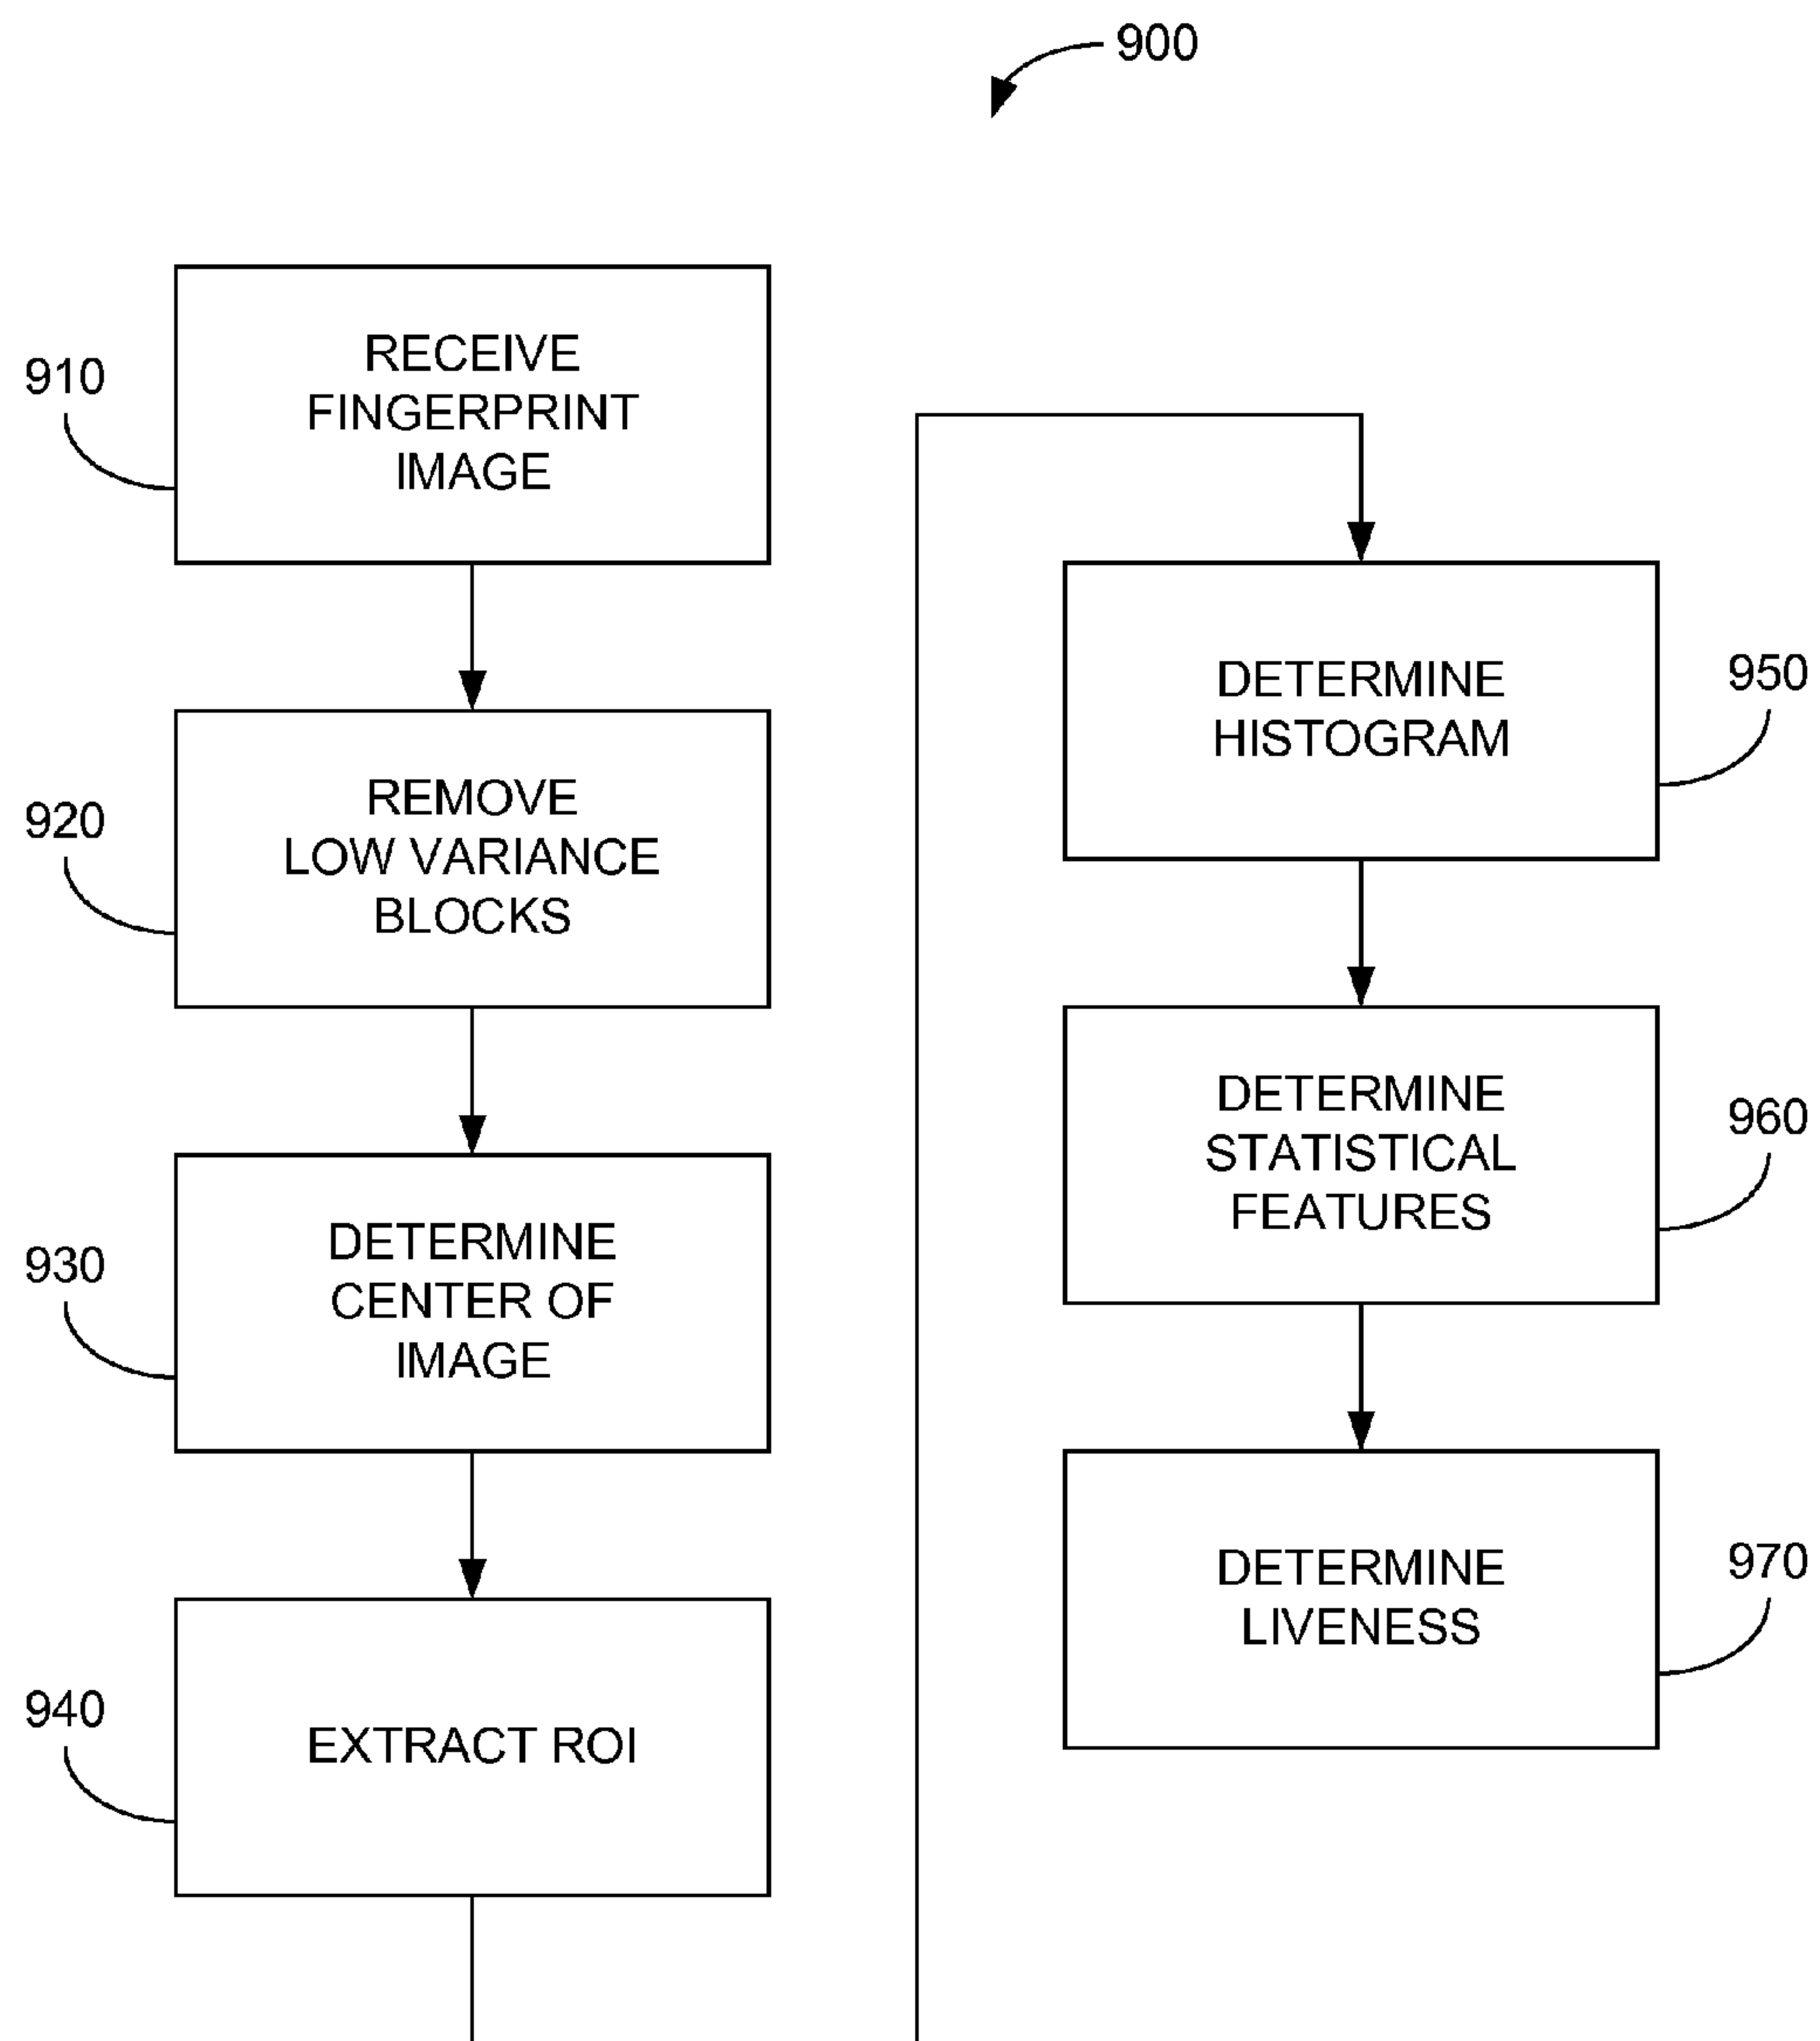 900
910
RECEIVE
FINGERPRINT
IMAGE
920
REMOVE
LOW VARIANCE
BLOCKS
930
DETERMINE
CENTER OF
IMAGE
940
EXTRACT ROI
DETERMINE
HISTOGRAM
950
DETERMINE
STATISTICAL
FEATURES
960
DETERMINE
LIVENESS
970